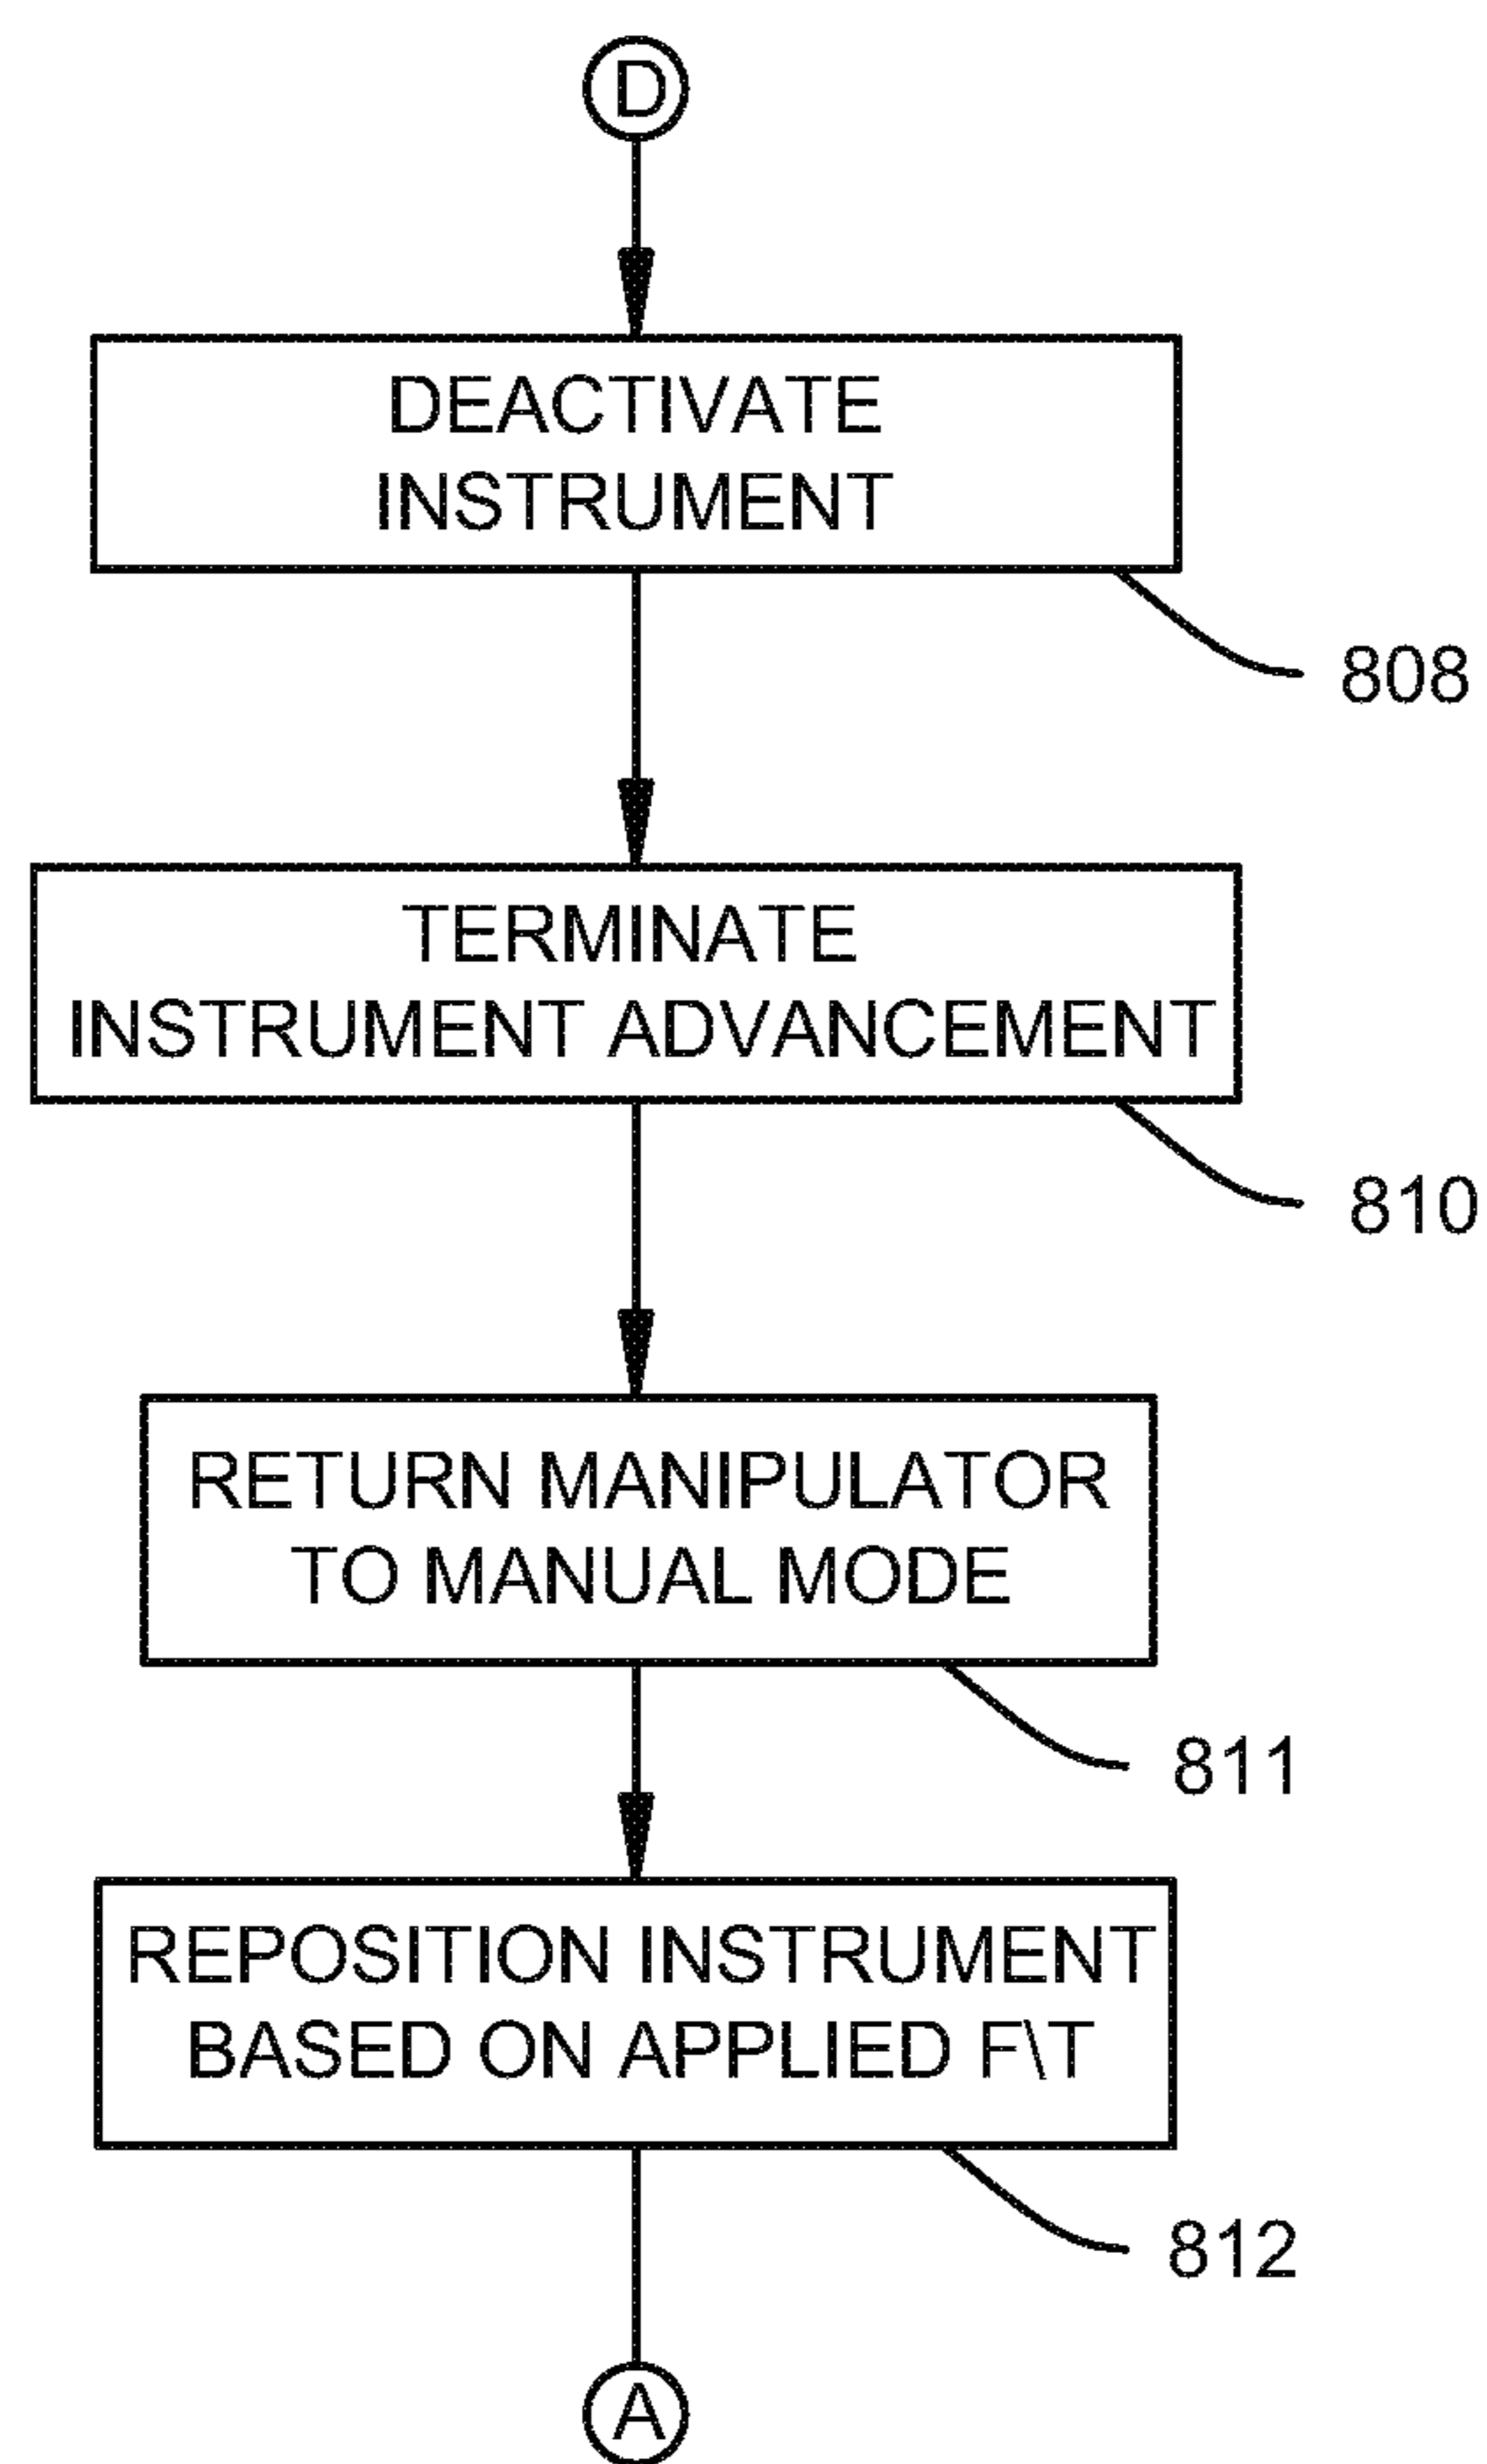 D
DEACTIVATE
INSTRUMENT
808
TERMINATE
INSTRUMENT ADVANCEMENT
810
RETURN MANIPULATOR
TO MANUAL MODE
811
REPOSITION INSTRUMENT
BASED ON APPLIED F\T
812
A